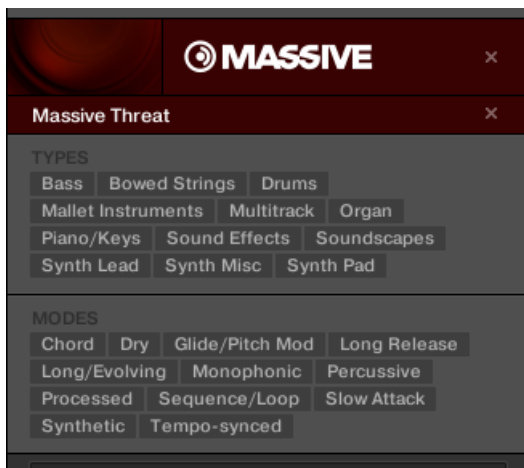 MASSIVE ×
Massive Threat ×
TYPES
Bass Bowed Strings Drums
Mallet Instruments Multitrack Organ
Piano/Keys Sound Effects Soundscapes
Synth Lead Synth Misc Synth Pad
MODES
Chord Dry Glide/Pitch Mod Long Release
Long/Evolving Monophonic Percussive
Processed Sequence/Loop Slow Attack
Synthetic Tempo-synced